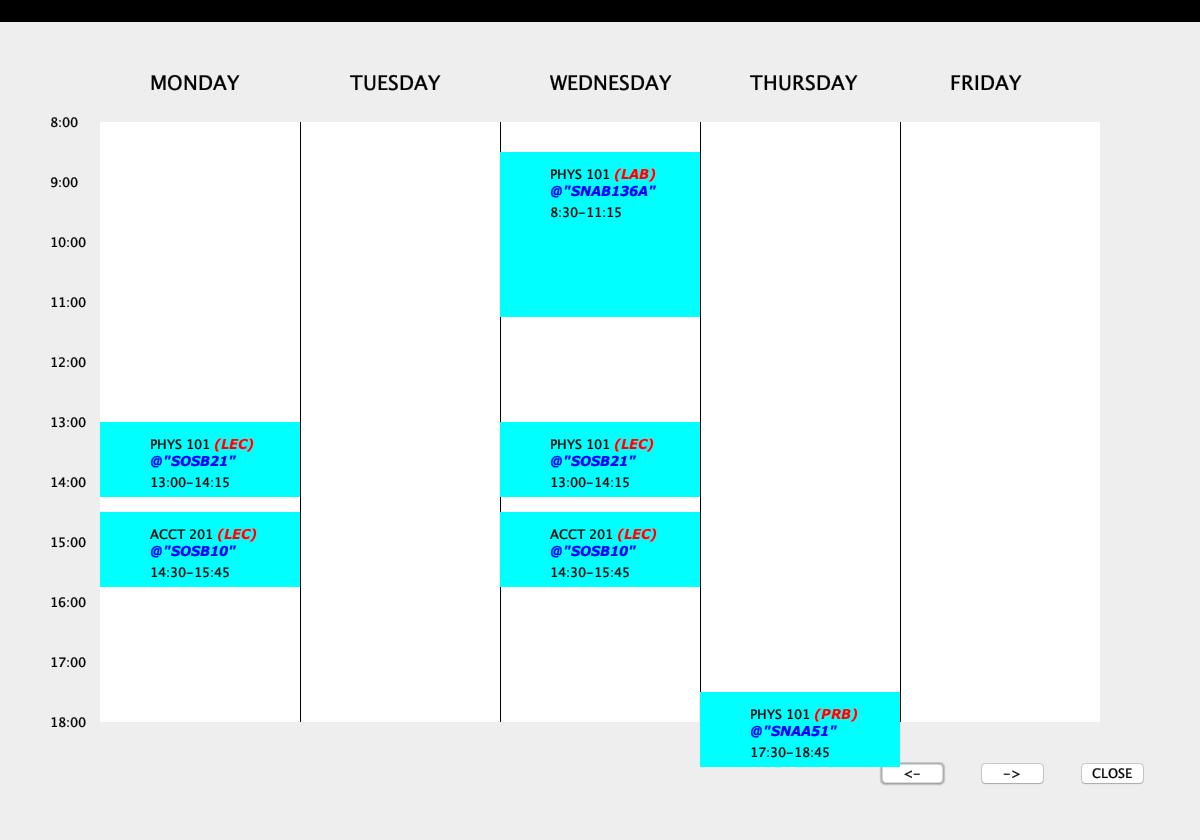 MONDAY TUESDAY WEDNESDAY THURSDAY FRIDAY
8:00
PHYS 101 (LAB)
9:00
@"SNAB136A"
8:30-11:15
10:00
11:00
12:00
13:00
PHYS 101 (LEC) PHYS 101 (LEC)
@"SOSB21" @"SOSB21"
14:00 13:00-14:15 13:00-14:15
ACCT 201 (LEC) ACCT 201 (LEC)
15:00
@"SOSB10" @"SOSB10"
14:30-15:45 14:30-15:45
16:00
17:00
PHYS 101 (PRB)
18:00
@"SNAA51"
17:30-18:45
<- -> CLOSE